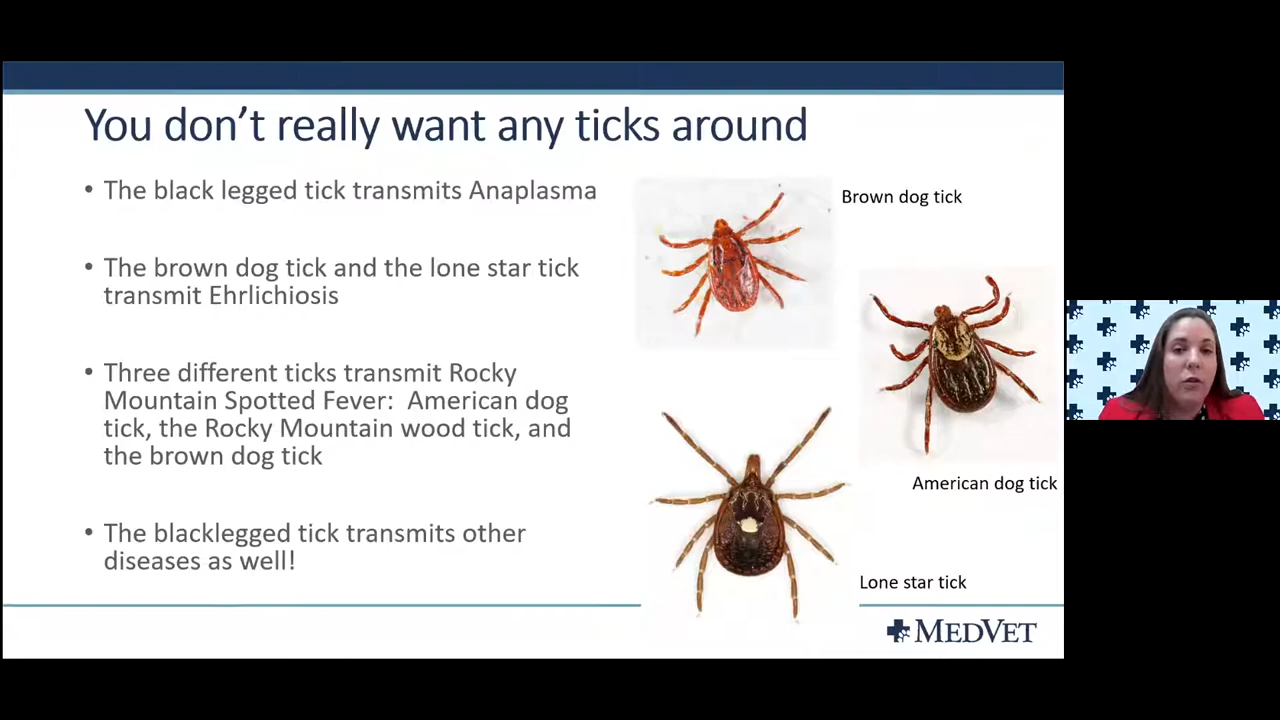 You don't really want any ticks around
• The black legged tick transmits Anaplasma
• The brown dog tick and the lone star tick
transmit Ehrlichiosis
• Three different ticks transmit Rocky
Mountain Spotted Fever:  American dog
tick, the Rocky Mountain wood tick, and
the brown dog tick
• The blacklegged tick transmits other
diseases as well!
Brown dog tick
American dog tick
Lone star tick
MEDVET